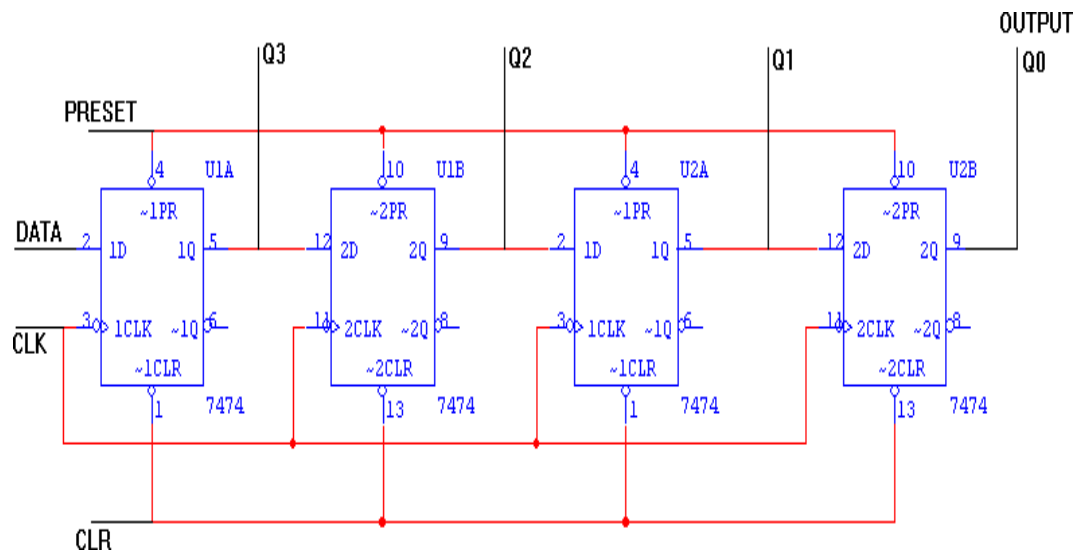 OUTPUT
Q3 Q2 Q1 Q0
PRESET
4 U1A 10 U1B 4 U2A 10 U2B
~1PR ~2PR ~1PR ~2PR
DATA
2 1D 1Q 5 12 2D 2Q 9 2 1D 1Q 5 12 2D 2Q 9
3 1CLK ~1Q 6 11 2CLK ~2Q 8 3 1CLK ~1Q 6 11 2CLK ~2Q 8
CLK
~1CLR ~2CLR ~1CLR ~2CLR
1 7474 13 7474 1 7474 13 7474
CLR